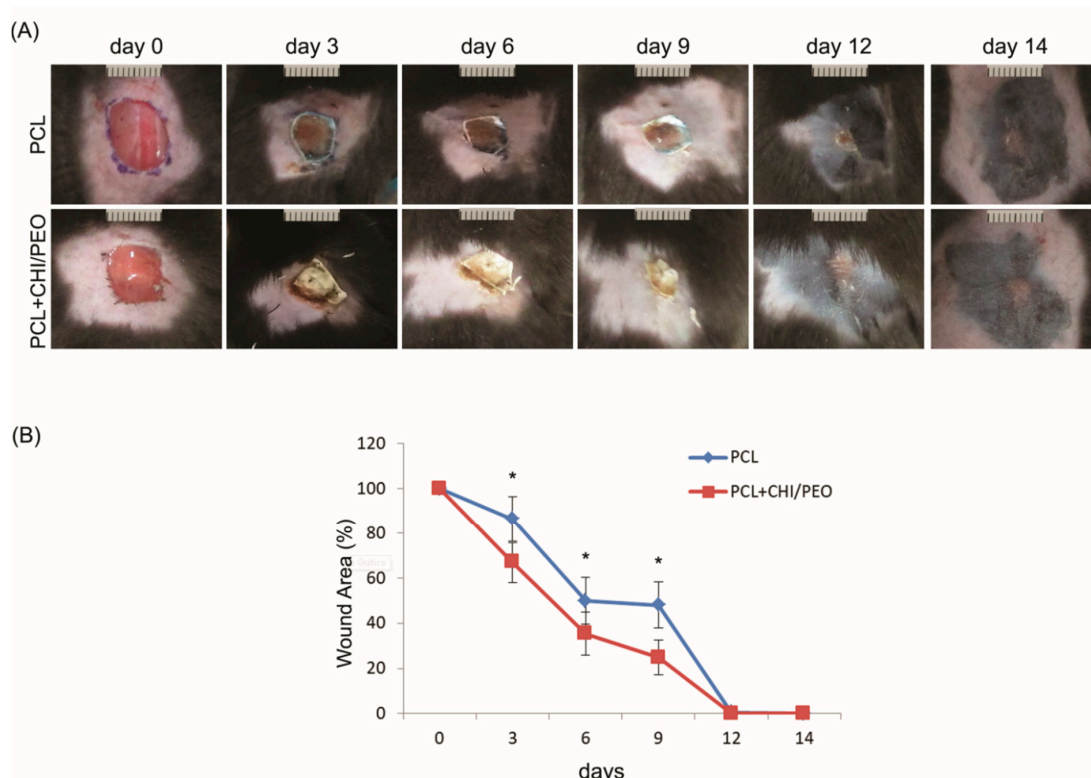 (A)
day 0 day 3 day 6 day 9 day 12 day 14
PCL
PCL+CHI/PEO
(B)
120
100
80
60
40
20
0
Wound Area (%)
* * *
PCL
PCL+CHI/PEO
0 3 6 9 12 14
days